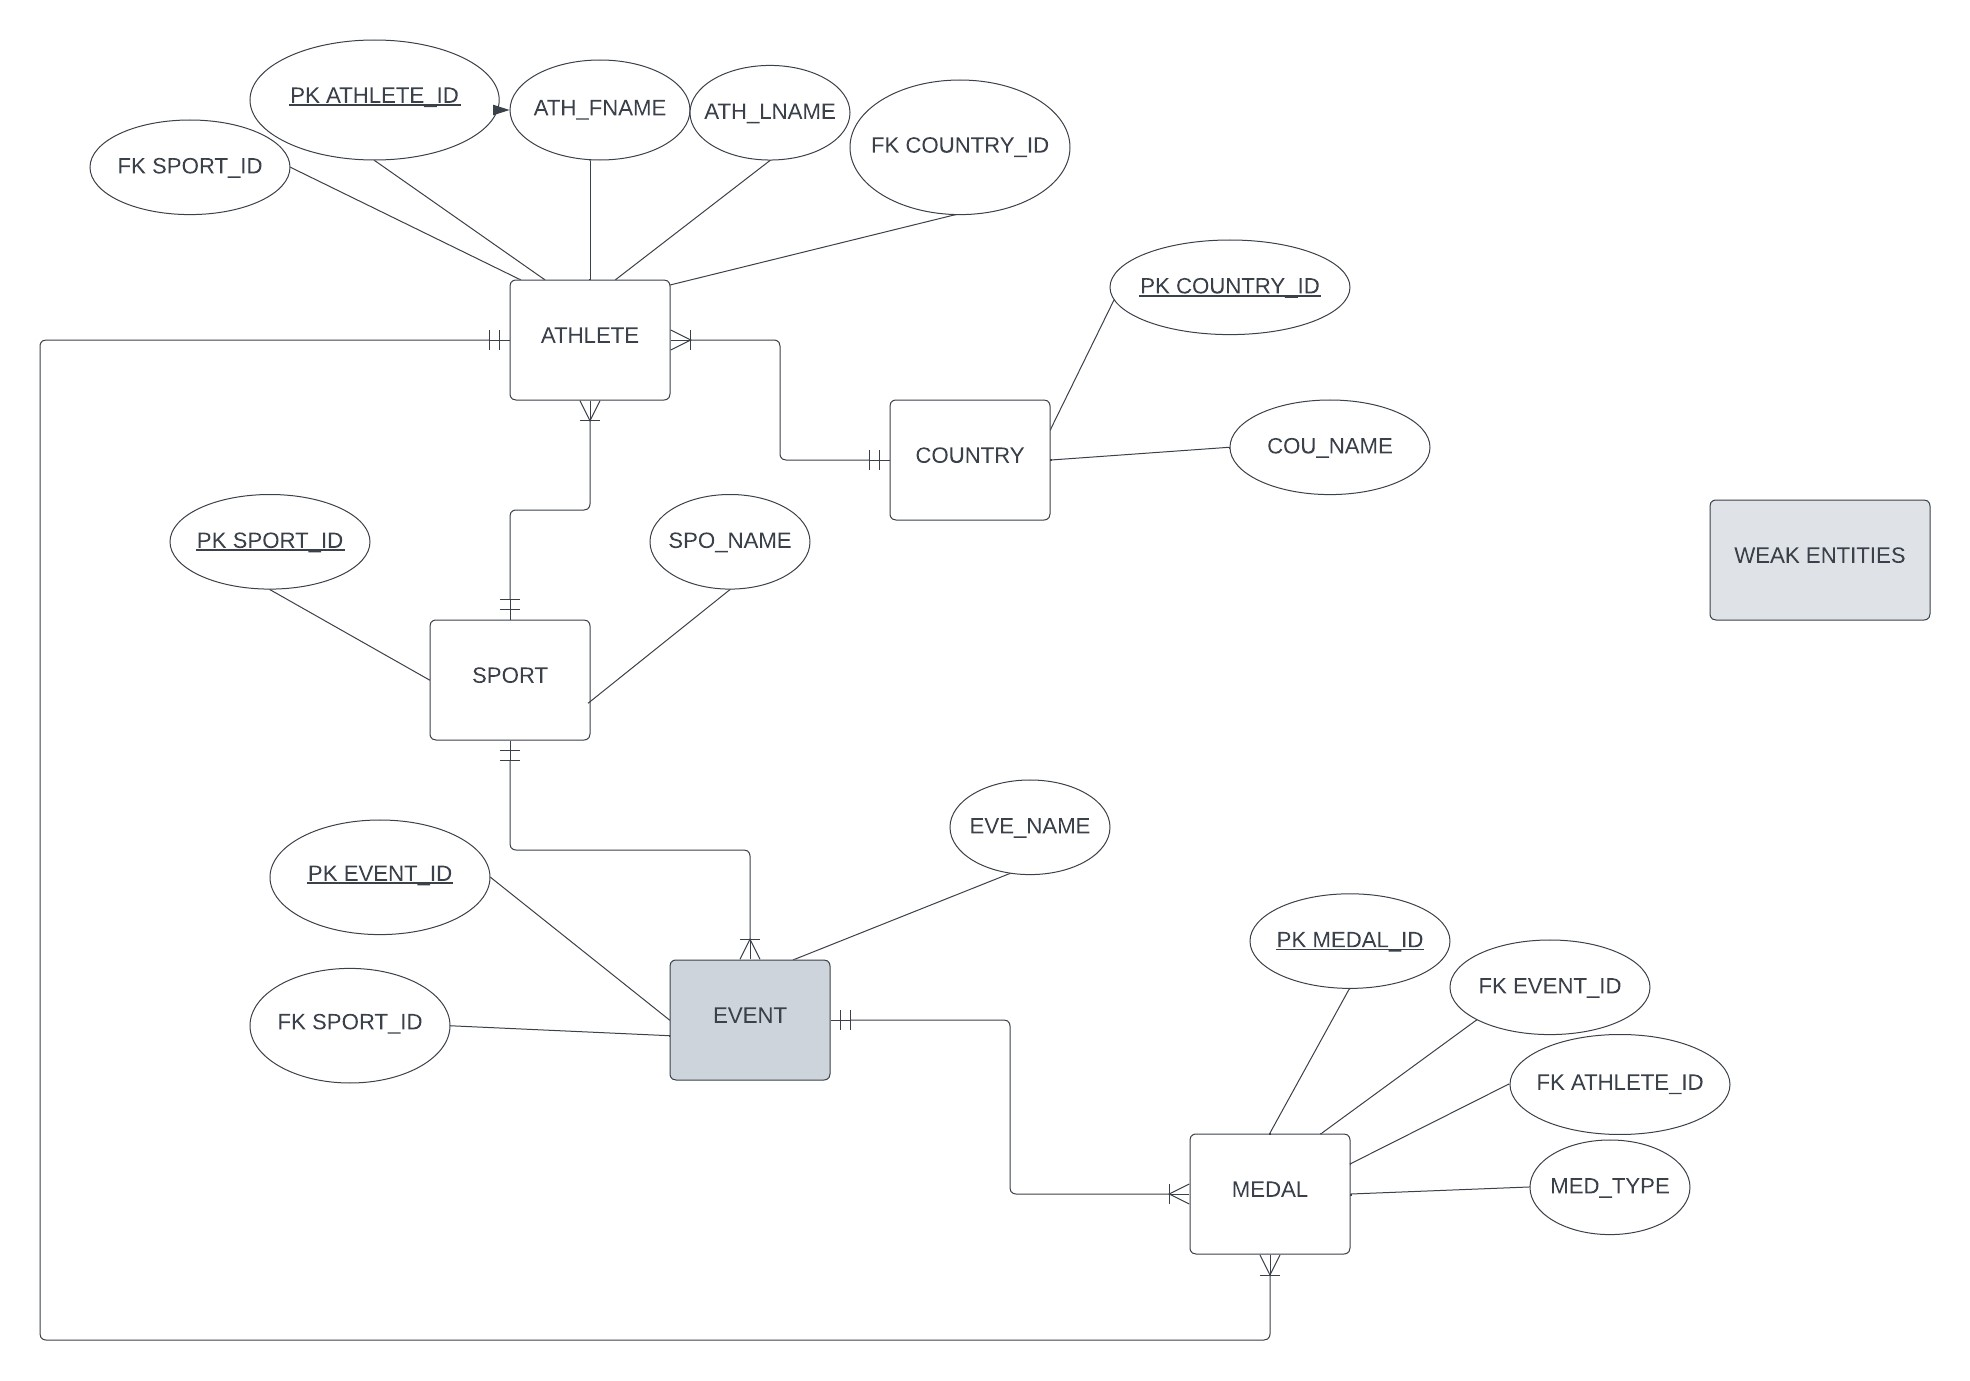 PK ATHLETE_ID
ATH_FNAME
ATH_LNAME
FK COUNTRY_ID
FK SPORT_ID
PK COUNTRY_ID
ATHLETE
COUNTRY
COU_NAME
PK SPORT_ID
SPO_NAME
WEAK ENTITIES
SPORT
EVE_NAME
PK EVENT_ID
PK MEDAL_ID
FK EVENT_ID
FK SPORT_ID
EVENT
FK ATHLETE_ID
MEDAL
MED_TYPE